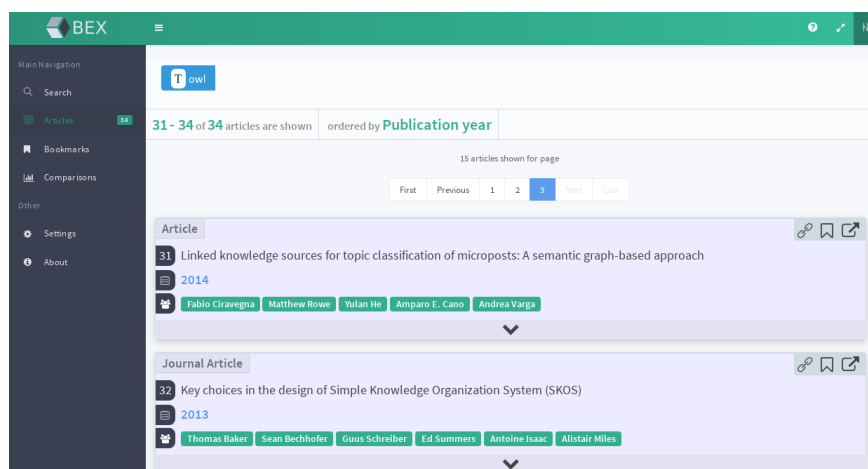 BEX
Main Navigation
Search
Articles 34
Bookmarks
Comparisons
Other
Settings
About
T owl
31 - 34 of 34 articles are shown ordered by Publication year
15 articles shown for page
First Previous 1 2 3 Next Last
Article
31 Linked knowledge sources for topic classification of microposts: A semantic graph-based approach
2014
Fabio Ciravegna Matthew Rowe Yulan He Amparo E. Cano Andrea Varga
Journal Article
32 Key choices in the design of Simple Knowledge Organization System (SKOS)
2013
Thomas Baker Sean Bechhofer Guus Schreiber Ed Summers Antoine Isaac Alistair Miles